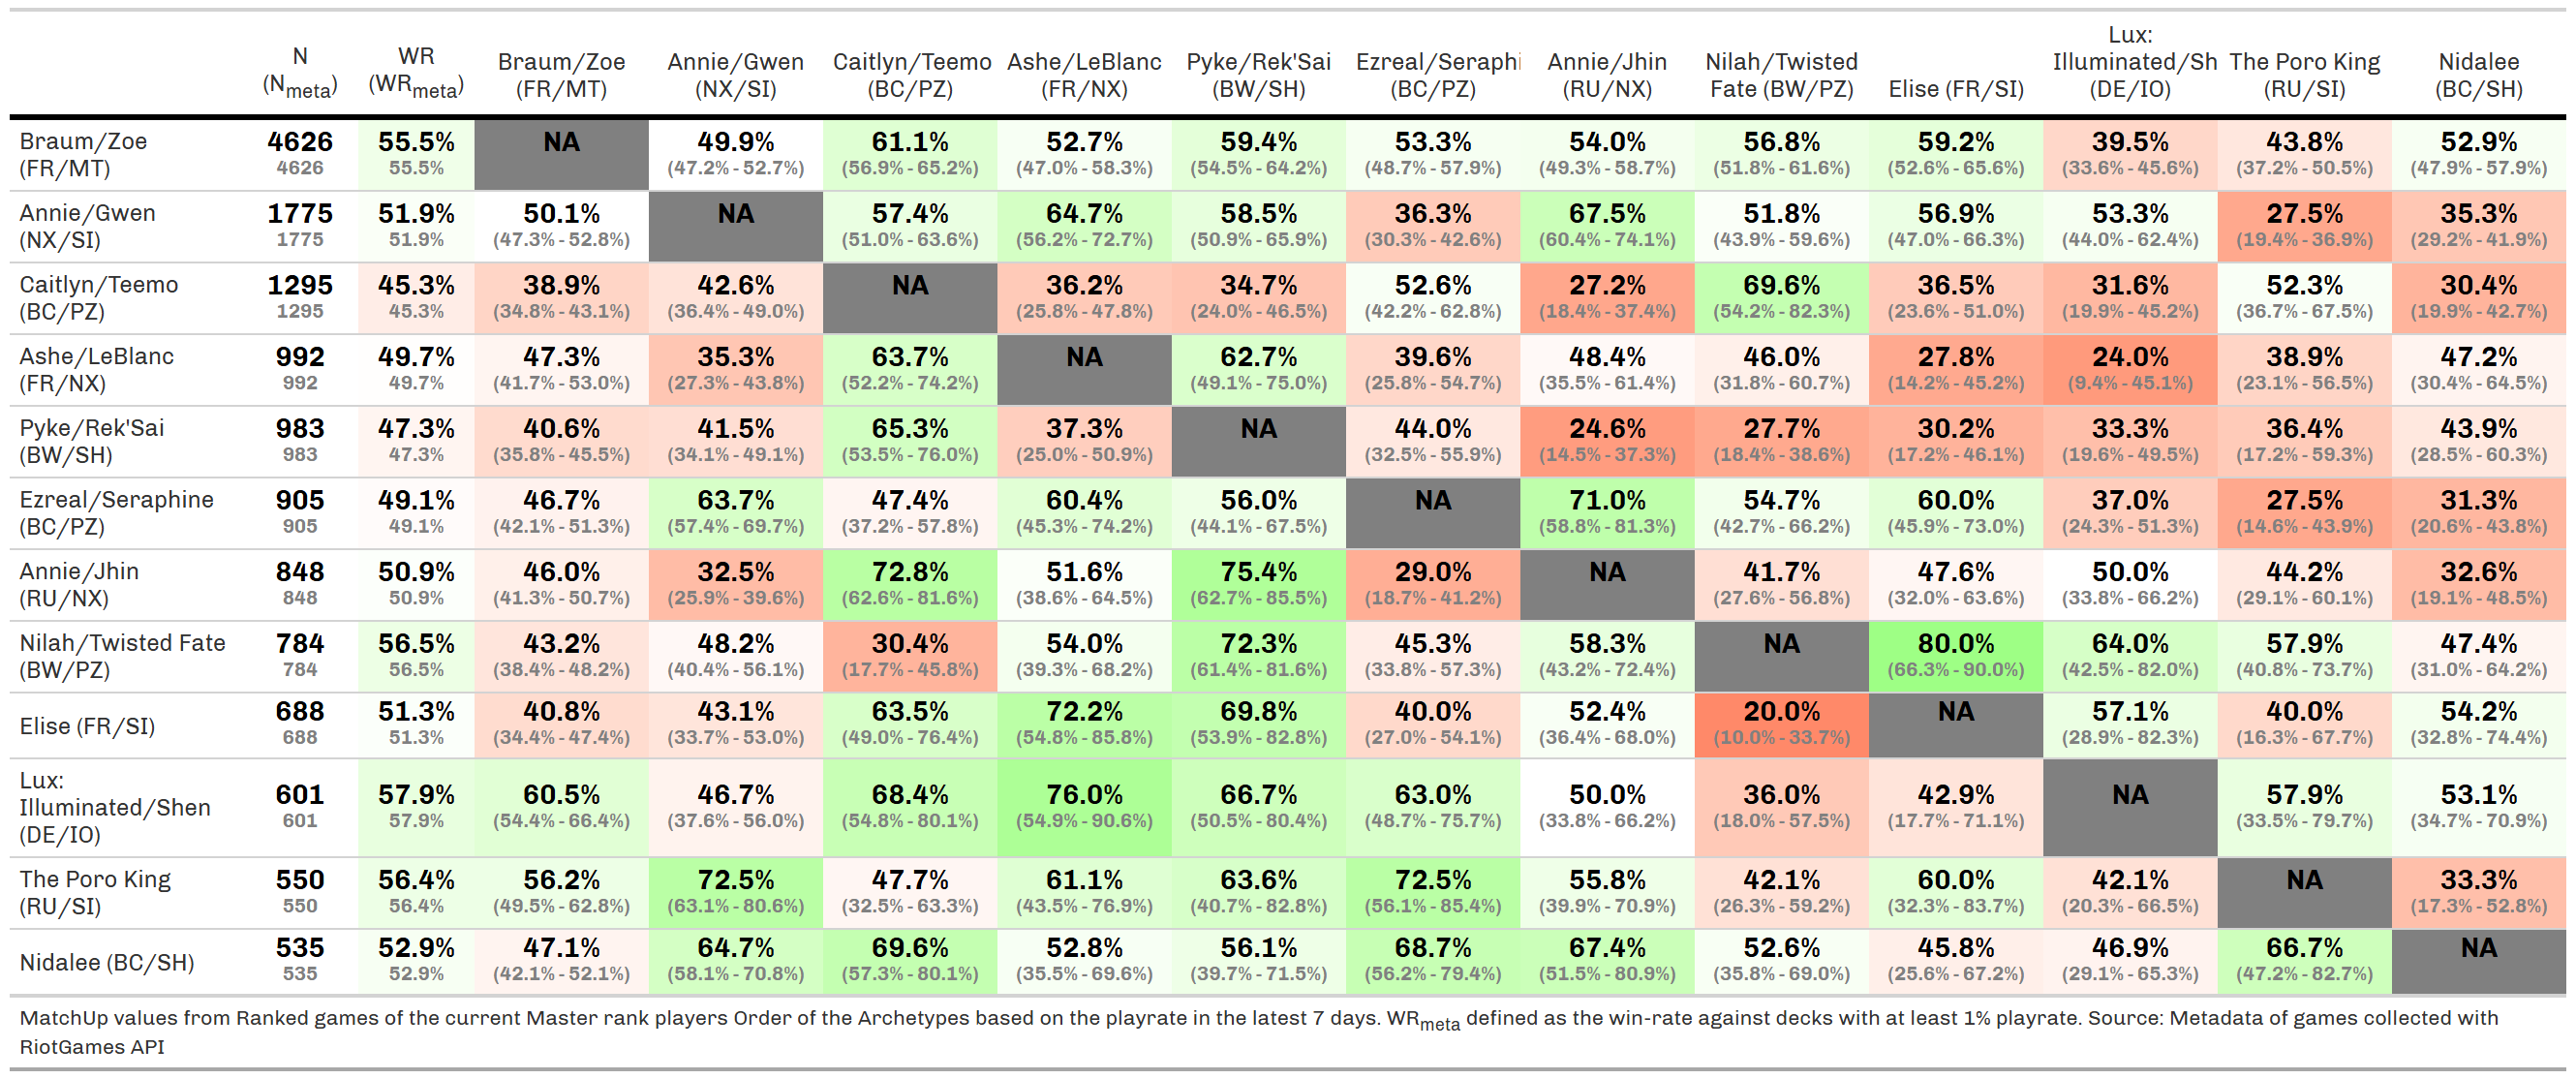 N (Nmeta) WR (WRmeta) Braum/Zoe (FR/MT) Annie/Gwen (NX/SI) Caitlyn/Teemo (BC/PZ) Ashe/LeBlanc (FR/NX) Pyke/Rek'Sai (BW/SH) Ezreal/Seraphi (BC/PZ) Annie/Jhin (RU/NX) Nilah/Twisted Fate (BW/PZ) Elise (FR/SI) Lux: Illuminated/Sh (DE/IO) The Poro King (RU/SI) Nidalee (BC/SH)
Braum/Zoe 4626 55.5% NA 49.9% 61.1% 52.7% 59.4% 53.3% 54.0% 56.8% 59.2% 39.5% 43.8% 52.9%
(FR/MT) 4626 55.5% (47.2% - 52.7%) (56.9% - 65.2%) (47.0% - 58.3%) (54.5% - 64.2%) (48.7% - 57.9%) (49.3% - 58.7%) (51.8% - 61.6%) (52.6% - 65.6%) (33.6% - 45.6%) (37.2% - 50.5%) (47.9% - 57.9%)
Annie/Gwen 1775 51.9% 50.1% NA 57.4% 64.7% 58.5% 36.3% 67.5% 51.8% 56.9% 53.3% 27.5% 35.3%
(NX/SI) 1775 51.9% (47.3% - 52.8%) (51.0% - 63.6%) (56.2% - 72.7%) (50.9% - 65.9%) (30.3% - 42.6%) (60.4% - 74.1%) (43.9% - 59.6%) (47.0% - 66.3%) (44.0% - 62.4%) (19.4% - 36.9%) (29.2% - 41.9%)
Caitlyn/Teemo 1295 45.3% 38.9% 42.6% NA 36.2% 34.7% 52.6% 27.2% 69.6% 36.5% 31.6% 52.3% 30.4%
(BC/PZ) 1295 45.3% (34.8% - 43.1%) (36.4% - 49.0%) (25.8% - 47.8%) (24.0% - 46.5%) (42.2% - 62.8%) (18.4% - 37.4%) (54.2% - 82.3%) (23.6% - 51.0%) (19.9% - 45.2%) (36.7% - 67.5%) (19.9% - 42.7%)
Ashe/LeBlanc 992 49.7% 47.3% 35.3% 63.7% NA 62.7% 39.6% 48.4% 46.0% 27.8% 24.0% 38.9% 47.2%
(FR/NX) 992 49.7% (41.7% - 53.0%) (27.3% - 43.8%) (52.2% - 74.2%) (49.1% - 75.0%) (25.8% - 54.7%) (35.5% - 61.4%) (31.8% - 60.7%) (14.2% - 45.2%) (9.4% - 45.1%) (23.1% - 56.5%) (30.4% - 64.5%)
Pyke/Rek'Sai 983 47.3% 40.6% 41.5% 65.3% 37.3% NA 44.0% 24.6% 27.7% 30.2% 33.3% 36.4% 43.9%
(BW/SH) 983 47.3% (35.8% - 45.5%) (34.1% - 49.1%) (53.5% - 76.0%) (25.0% - 50.9%) (32.5% - 55.9%) (14.5% - 37.3%) (18.4% - 38.6%) (17.2% - 46.1%) (19.6% - 49.5%) (17.2% - 59.3%) (28.5% - 60.3%)
Ezreal/Seraphine 905 49.1% 46.7% 63.7% 47.4% 60.4% 56.0% NA 71.0% 54.7% 60.0% 37.0% 27.5% 31.3%
(BC/PZ) 905 49.1% (42.1% - 51.3%) (57.4% - 69.7%) (37.2% - 57.8%) (45.3% - 74.2%) (44.1% - 67.5%) (58.8% - 81.3%) (42.7% - 66.2%) (45.9% - 73.0%) (24.3% - 51.3%) (14.6% - 43.9%) (20.6% - 43.8%)
Annie/Jhin 848 50.9% 46.0% 32.5% 72.8% 51.6% 75.4% 29.0% NA 41.7% 47.6% 50.0% 44.2% 32.6%
(RU/NX) 848 50.9% (41.3% - 50.7%) (25.9% - 39.6%) (62.6% - 81.6%) (38.6% - 64.5%) (62.7% - 85.5%) (18.7% - 41.2%) (27.6% - 56.8%) (32.0% - 63.6%) (33.8% - 66.2%) (29.1% - 60.1%) (19.1% - 48.5%)
Nilah/Twisted Fate 784 56.5% 43.2% 48.2% 30.4% 54.0% 72.3% 45.3% 58.3% NA 80.0% 64.0% 57.9% 47.4%
(BW/PZ) 784 56.5% (38.4% - 48.2%) (40.4% - 56.1%) (17.7% - 45.8%) (39.3% - 68.2%) (61.4% - 81.6%) (33.8% - 57.3%) (43.2% - 72.4%) (66.3% - 90.0%) (42.5% - 82.0%) (40.8% - 73.7%) (31.0% - 64.2%)
Elise (FR/SI) 688 51.3% 40.8% 43.1% 63.5% 72.2% 69.8% 40.0% 52.4% 20.0% NA 57.1% 40.0% 54.2%
688 51.3% (34.4% - 47.4%) (33.7% - 53.0%) (49.0% - 76.4%) (54.8% - 85.8%) (53.9% - 82.8%) (27.0% - 54.1%) (36.4% - 68.0%) (10.0% - 33.7%) (28.9% - 82.3%) (16.3% - 67.7%) (32.8% - 74.4%)
Lux:
Illuminated/Shen 601 57.9% 60.5% 46.7% 68.4% 76.0% 66.7% 63.0% 50.0% 36.0% 42.9% NA 57.9% 53.1%
(DE/IO) 601 57.9% (54.4% - 66.4%) (37.6% - 56.0%) (54.8% - 80.1%) (54.9% - 90.6%) (50.5% - 80.4%) (48.7% - 75.7%) (33.8% - 66.2%) (18.0% - 57.5%) (17.7% - 71.1%) (33.5% - 79.7%) (34.7% - 70.9%)
The Poro King 550 56.4% 56.2% 72.5% 47.7% 61.1% 63.6% 72.5% 55.8% 42.1% 60.0% 42.1% NA 33.3%
(RU/SI) 550 56.4% (49.5% - 62.8%) (63.1% - 80.6%) (32.5% - 63.3%) (43.5% - 76.9%) (40.7% - 82.8%) (56.1% - 85.4%) (39.9% - 70.9%) (26.3% - 59.2%) (32.3% - 83.7%) (20.3% - 66.5%) (17.3% - 52.8%)
Nidalee (BC/SH) 535 52.9% 47.1% 64.7% 69.6% 52.8% 56.1% 68.7% 67.4% 52.6% 45.8% 46.9% 66.7% NA
535 52.9% (42.1% - 52.1%) (58.1% - 70.8%) (57.3% - 80.1%) (35.5% - 69.6%) (39.7% - 71.5%) (56.2% - 79.4%) (51.5% - 80.9%) (35.8% - 69.0%) (25.6% - 67.2%) (29.1% - 65.3%) (47.2% - 82.7%)
MatchUp values from Ranked games of the current Master rank players Order of the Archetypes based on the playrate in the latest 7 days. WRmeta defined as the win-rate against decks with at least 1% playrate. Source: Metadata of games collected with
RiotGames API